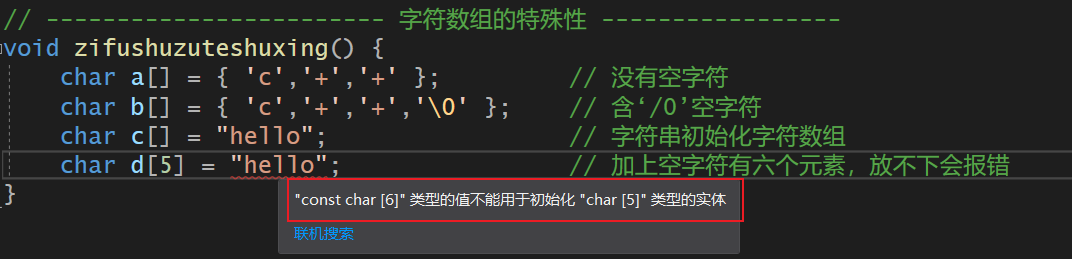 // ------------------------ 字符数组的特殊性 -----------------
void zifushuzuteshuxing() {
    char a[] = { 'c','+','+' };         // 没有空字符
    char b[] = { 'c','+','+','\0' };    // 含‘/0’空字符
    char c[] = "hello";                 // 字符串初始化字符数组
    char d[5] = "hello";                // 加上空字符有六个元素，放不下会报错
}
"const char [6]" 类型的值不能用于初始化 "char [5]" 类型的实体
联机搜索